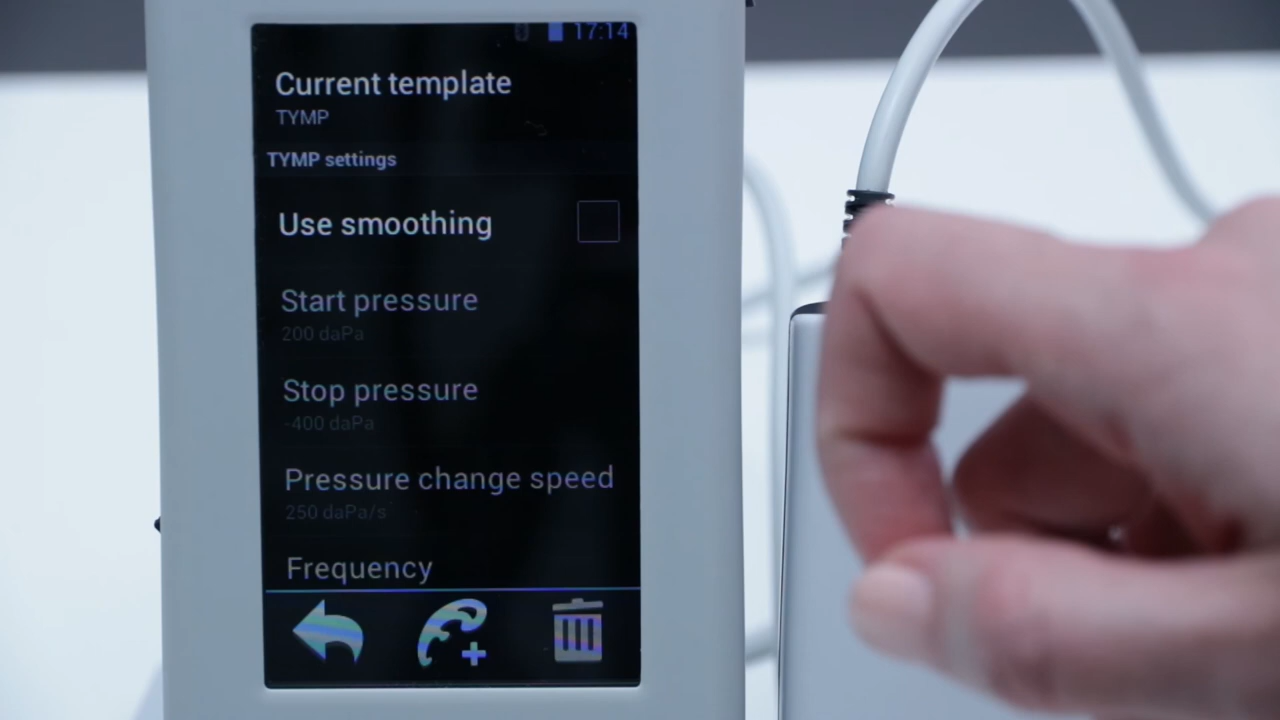 17:14
Current template
TYMP
TYMP settings
Use smoothing
Start pressure
200 daPa
Stop pressure
-400 daPa
Pressure change speed
250 daPa/s
Frequency